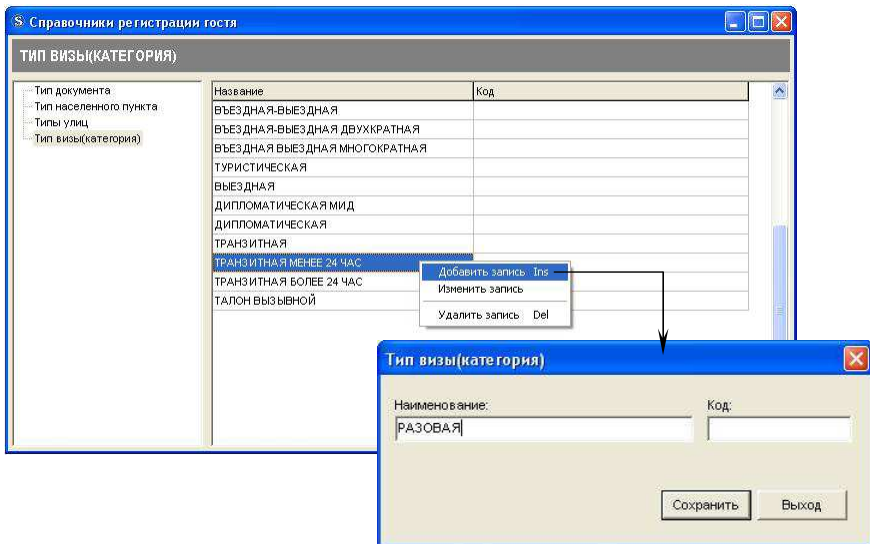 Справочники регистрации гостя
ТИП ВИЗЫ(КАТЕГОРИЯ)
Тип документа
Тип населенного пункта
Типы улиц
Тип визы(категория)
Название Код
ВЪЕЗДНАЯ-ВЫЕЗДНАЯ
ВЪЕЗДНАЯ-ВЫЕЗДНАЯ ДВУХКРАТНАЯ
ВЪЕЗДНАЯ ВЫЕЗДНАЯ МНОГОКРАТНАЯ
ТУРИСТИЧЕСКАЯ
ВЫЕЗДНАЯ
ДИПЛОМАТИЧЕСКАЯ МИД
ДИПЛОМАТИЧЕСКАЯ
ТРАНЗИТНАЯ
ТРАНЗИТНАЯ МЕНЕЕ 24 ЧАС
ТРАНЗИТНАЯ БОЛЕЕ 24 ЧАС
ТАЛОН ВЫЗЫВНОЙ
Добавить запись Ins
Изменить запись
Удалить запись Del
Тип визы(категория)
Наименование: Код:
РАЗОВАЯ
Сохранить Выход